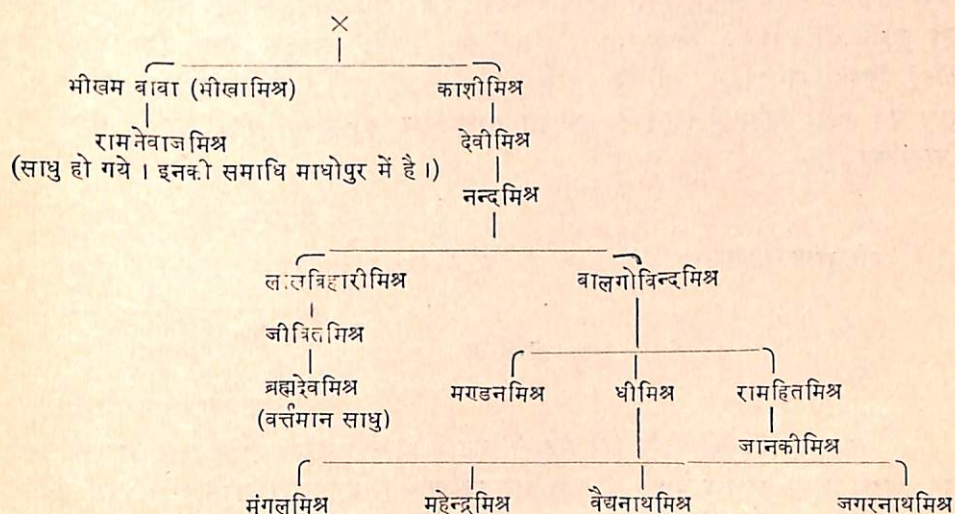 ×
भीखम बाबा (भीखामिश्र) काशीमिश्र
रामनेवाजमिश्र देवीमिश्र
(साधु हो गये । इनकी समाधि माधोपुर में है।)
नन्दमिश्र
लालबिहारीमिश्र बालगोविन्दमिश्र
जीवितमिश्र
ब्रह्मदेवमिश्र मण्डनमिश्र धीमिश्र रामहितमिश्र
(वर्त्तमान साधु)
जानकीमिश्र
मंगलमिश्र महेन्द्रमिश्र वैद्यनाथमिश्र जगरनाथमिश्र